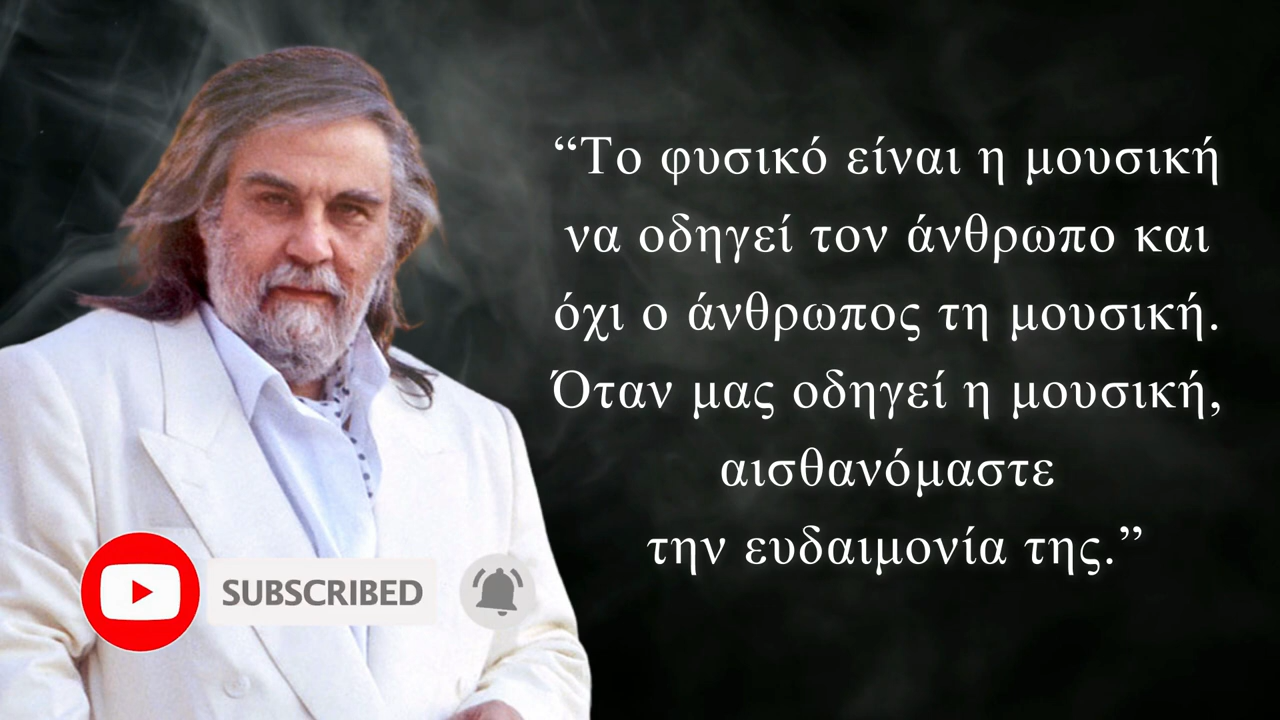 “Το φυσικό είναι η μουσική
να οδηγεί τον άνθρωπο και
όχι ο άνθρωπος τη μουσική.
Όταν μας οδηγεί η μουσική,
αισθανόμαστε
την ευδαιμονία της.”
SUBSCRIBED